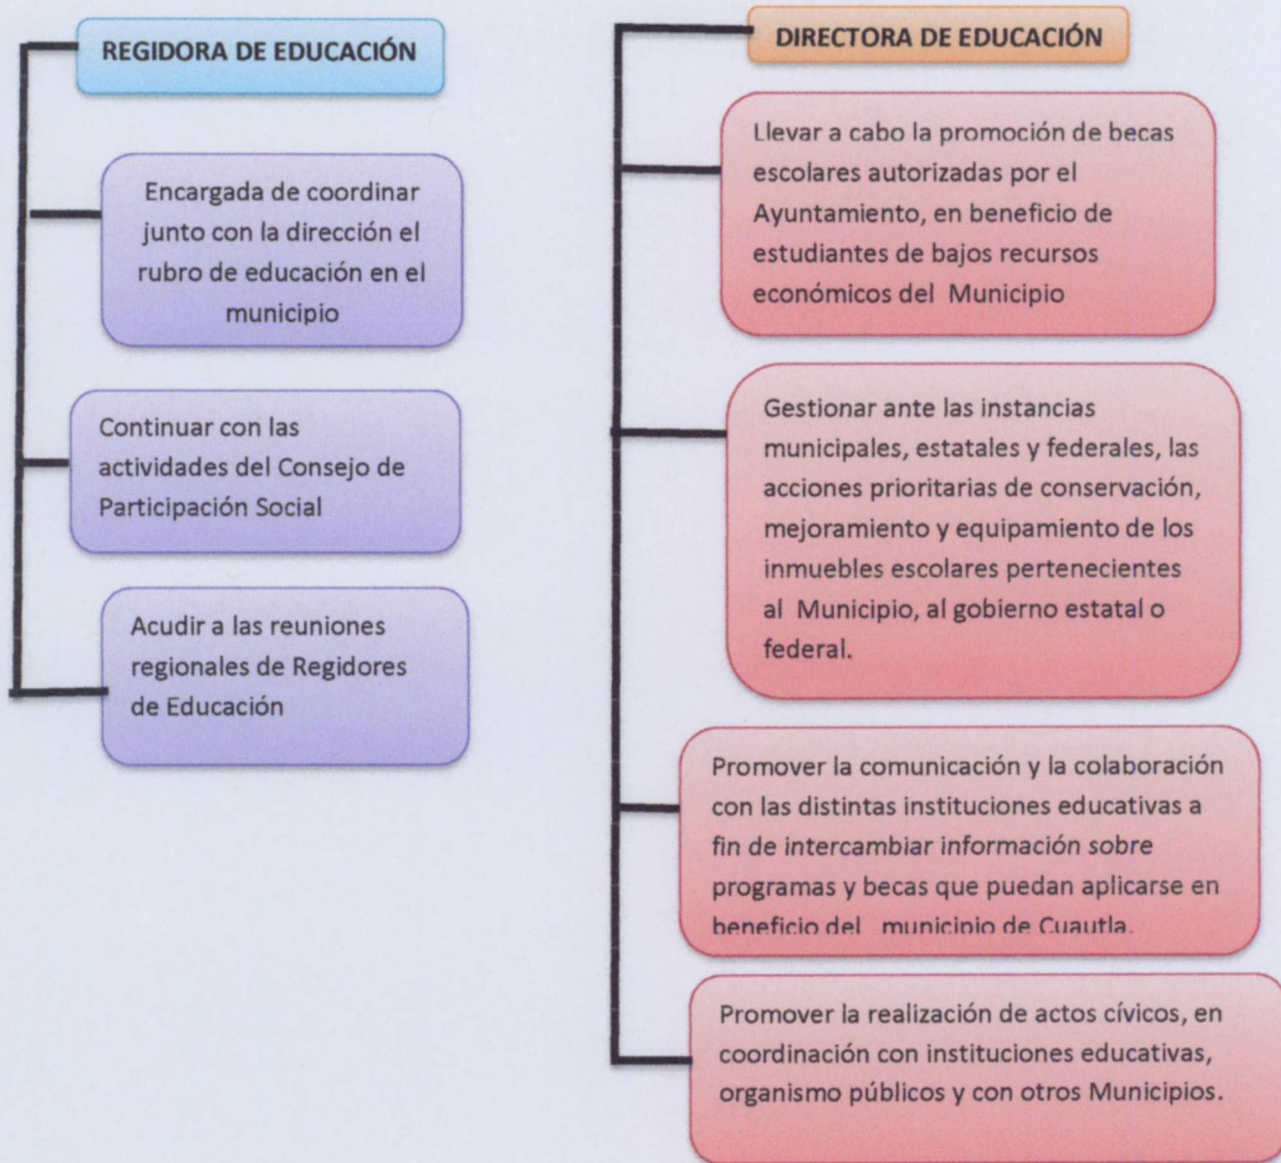 REGIDORA DE EDUCACIÓN
Encargada de coordinar
junto con la dirección el
rubro de educación en el
municipio
Continuar con las
actividades del Consejo de
Participación Social
Acudir a las reuniones
regionales de Regidores
de Educación
DIRECTORA DE EDUCACIÓN
Llevar a cabo la promoción de becas
escolares autorizadas por el
Ayuntamiento, en beneficio de
estudiantes de bajos recursos
económicos del Municipio
Gestionar ante las instancias
municipales, estatales y federales, las
acciones prioritarias de conservación,
mejoramiento y equipamiento de los
inmuebles escolares pertenecientes
al Municipio, al gobierno estatal o
federal.
Promover la comunicación y la colaboración
con las distintas instituciones educativas a
fin de intercambiar información sobre
programas y becas que puedan aplicarse en
beneficio del municipio de Cuautla.
Promover la realización de actos cívicos, en
coordinación con instituciones educativas,
organismo públicos y con otros Municipios.